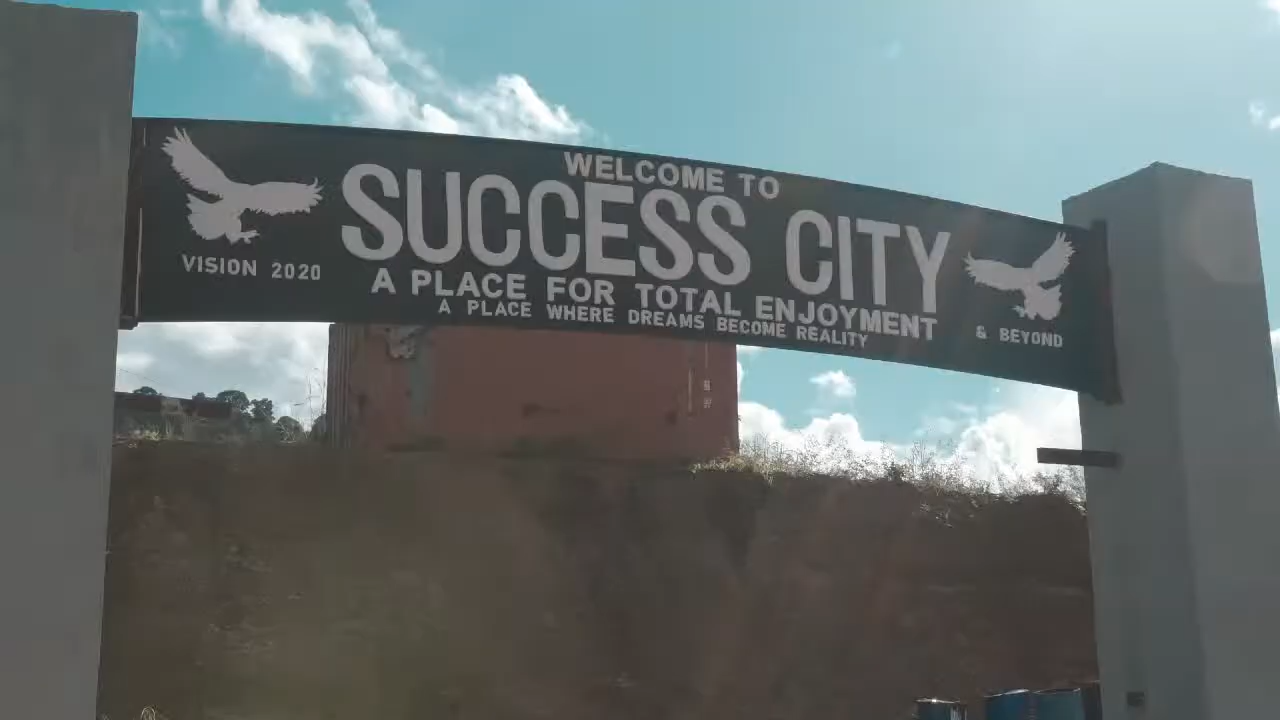 WELCOME TO
SUCCESS CITY
A PLACE FOR TOTAL ENJOYMENT
A PLACE WHERE DREAMS BECOME REALITY
VISION 2020
& BEYOND